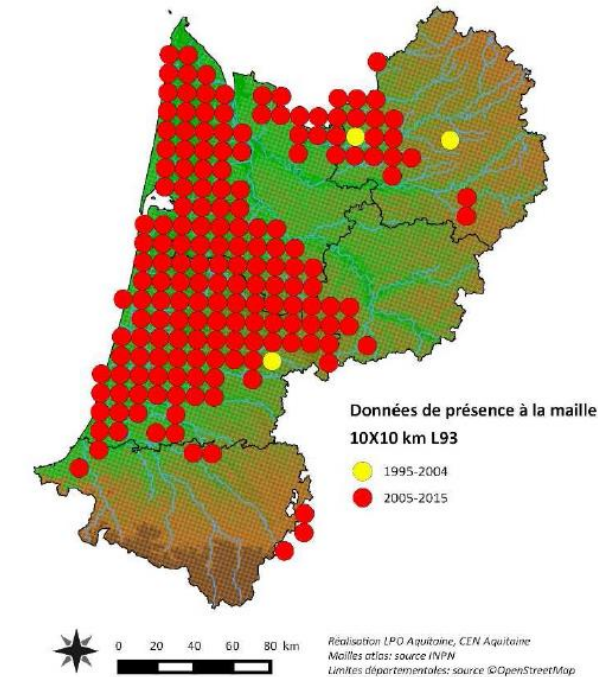 Données de présence à la maille
10X10 km L93
1995-2004
2005-2015
0 20 40 60 80 km
Réalisation LPO Aquitaine, CEN Aquitaine
Mailles atlas: source INPN
Limites départementales: source ©OpenStreetMap